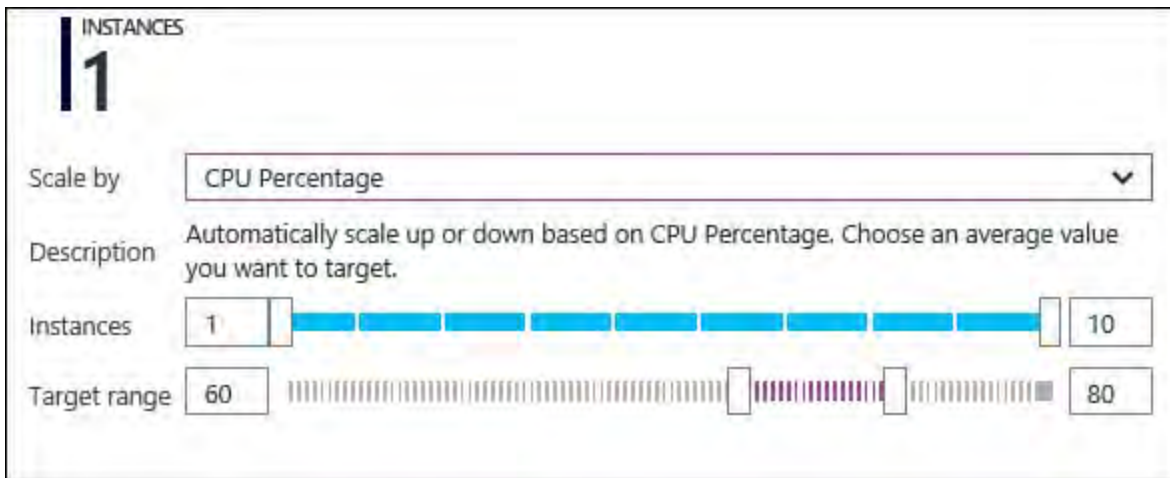 INSTANCES
1
Scale by
CPU Percentage
Description
Automatically scale up or down based on CPU Percentage. Choose an average value
you want to target.
Instances
1
10
Target range
60
80